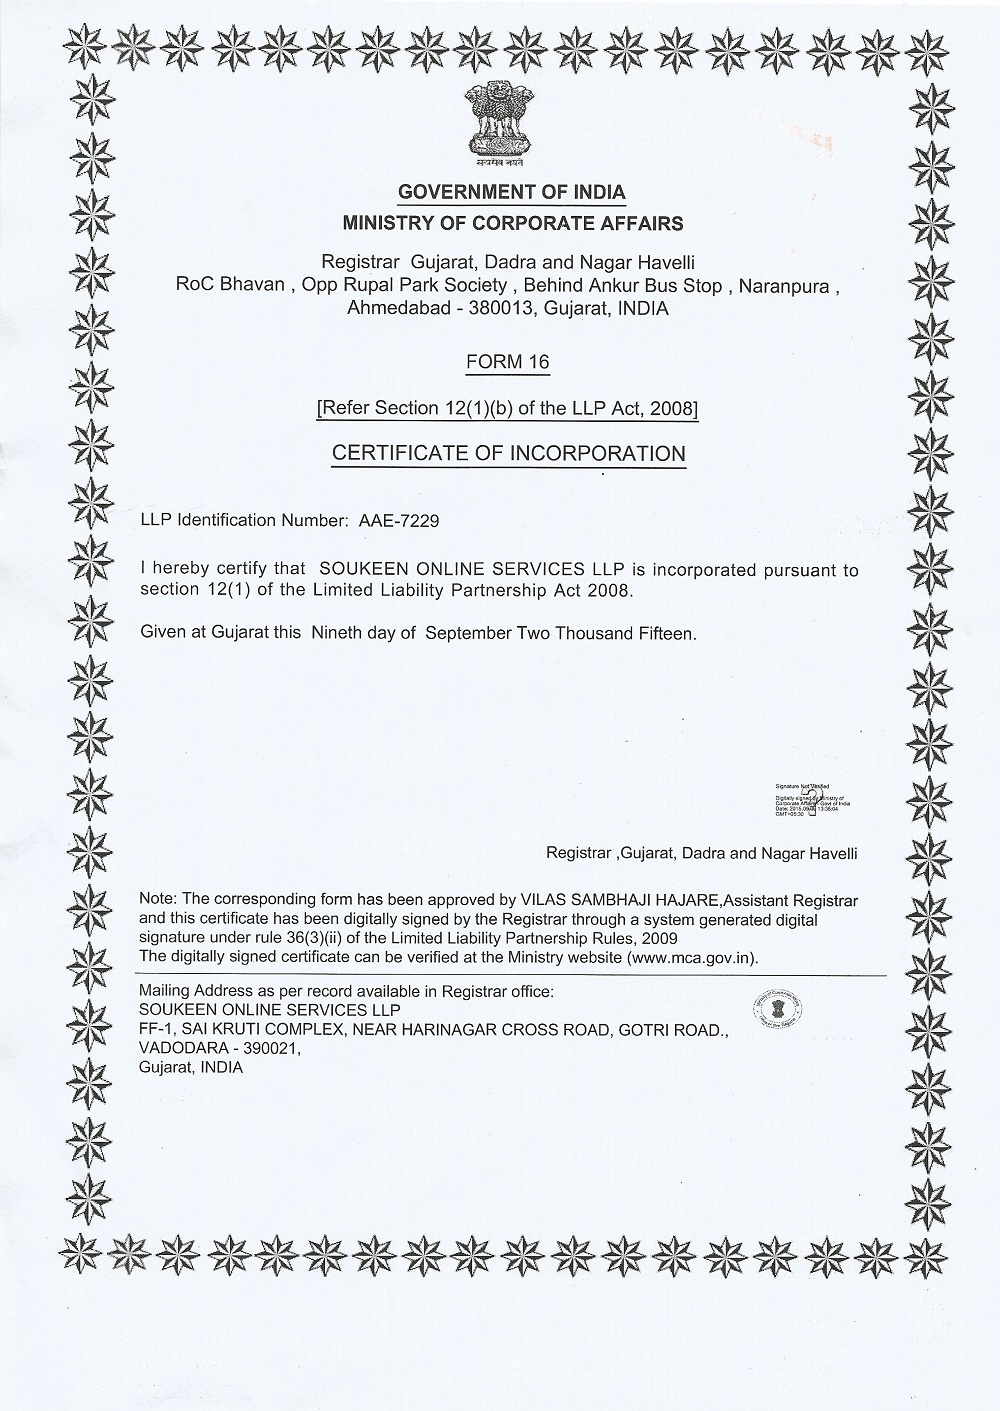 सत्यमेव जयते
GOVERNMENT OF INDIA
MINISTRY OF CORPORATE AFFAIRS
Registrar Gujarat, Dadra and Nagar Havelli
RoC Bhavan , Opp Rupal Park Society , Behind Ankur Bus Stop , Naranpura ,
Ahmedabad - 380013, Gujarat, INDIA
FORM 16
[Refer Section 12(1)(b) of the LLP Act, 2008]
CERTIFICATE OF INCORPORATION
LLP Identification Number: AAE-7229
I hereby certify that SOUKEEN ONLINE SERVICES LLP is incorporated pursuant to
section 12(1) of the Limited Liability Partnership Act 2008.
Given at Gujarat this Nineth day of September Two Thousand Fifteen.
Signature Not Verified
Digitally signed by Ministry of
Corporate Affairs Govt of India
Date: 13:36:04
GMT+05:30
Registrar ,Gujarat, Dadra and Nagar Havelli
Note: The corresponding form has been approved by VILAS SAMBHAJI HAJARE,Assistant Registrar
and this certificate has been digitally signed by the Registrar through a system generated digital
signature under rule 36(3)(ii) of the Limited Liability Partnership Rules, 2009
The digitally signed certificate can be verified at the Ministry website (www.mca.gov.in).
Mailing Address as per record available in Registrar office:
SOUKEEN ONLINE SERVICES LLP
FF-1, SAI KRUTI COMPLEX, NEAR HARINAGAR CROSS ROAD, GOTRI ROAD.,
VADODARA - 390021,
Gujarat, INDIA